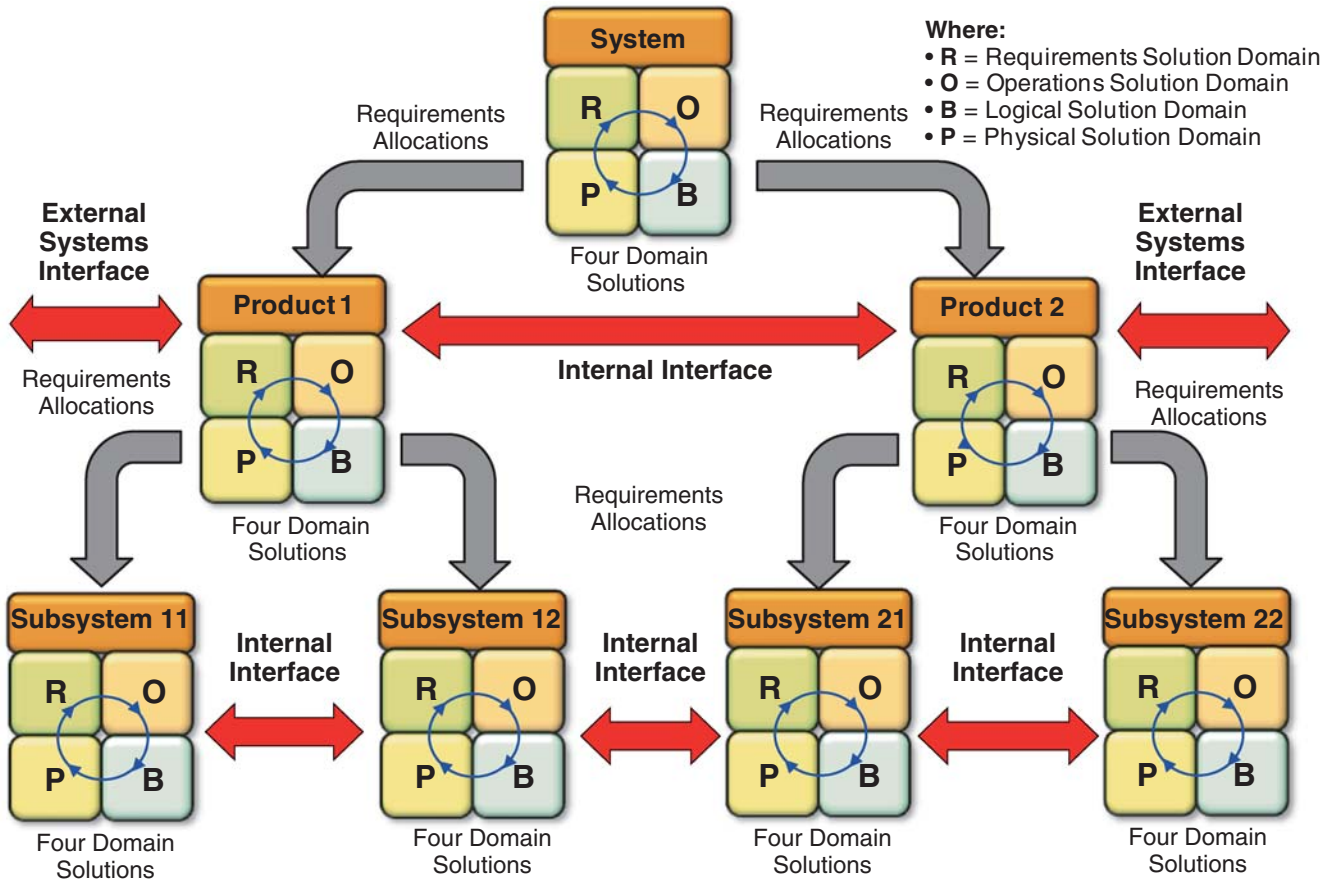 System
R
O
P
B
Four Domain
Solutions
Where:
• R = Requirements Solution Domain
• O = Operations Solution Domain
• B = Logical Solution Domain
• P = Physical Solution Domain
Requirements
Allocations
Requirements
Allocations
External
Systems
Interface
External
Systems
Interface
Product 1
R
O
P
B
Four Domain
Solutions
Internal Interface
Product 2
R
O
P
B
Four Domain
Solutions
Requirements
Allocations
Requirements
Allocations
Requirements
Allocations
Subsystem 11
R
O
P
B
Four Domain
Solutions
Internal
Interface
Subsystem 12
R
O
P
B
Four Domain
Solutions
Internal
Interface
Subsystem 21
R
O
P
B
Four Domain
Solutions
Internal
Interface
Subsystem 22
R
O
P
B
Four Domain
Solutions